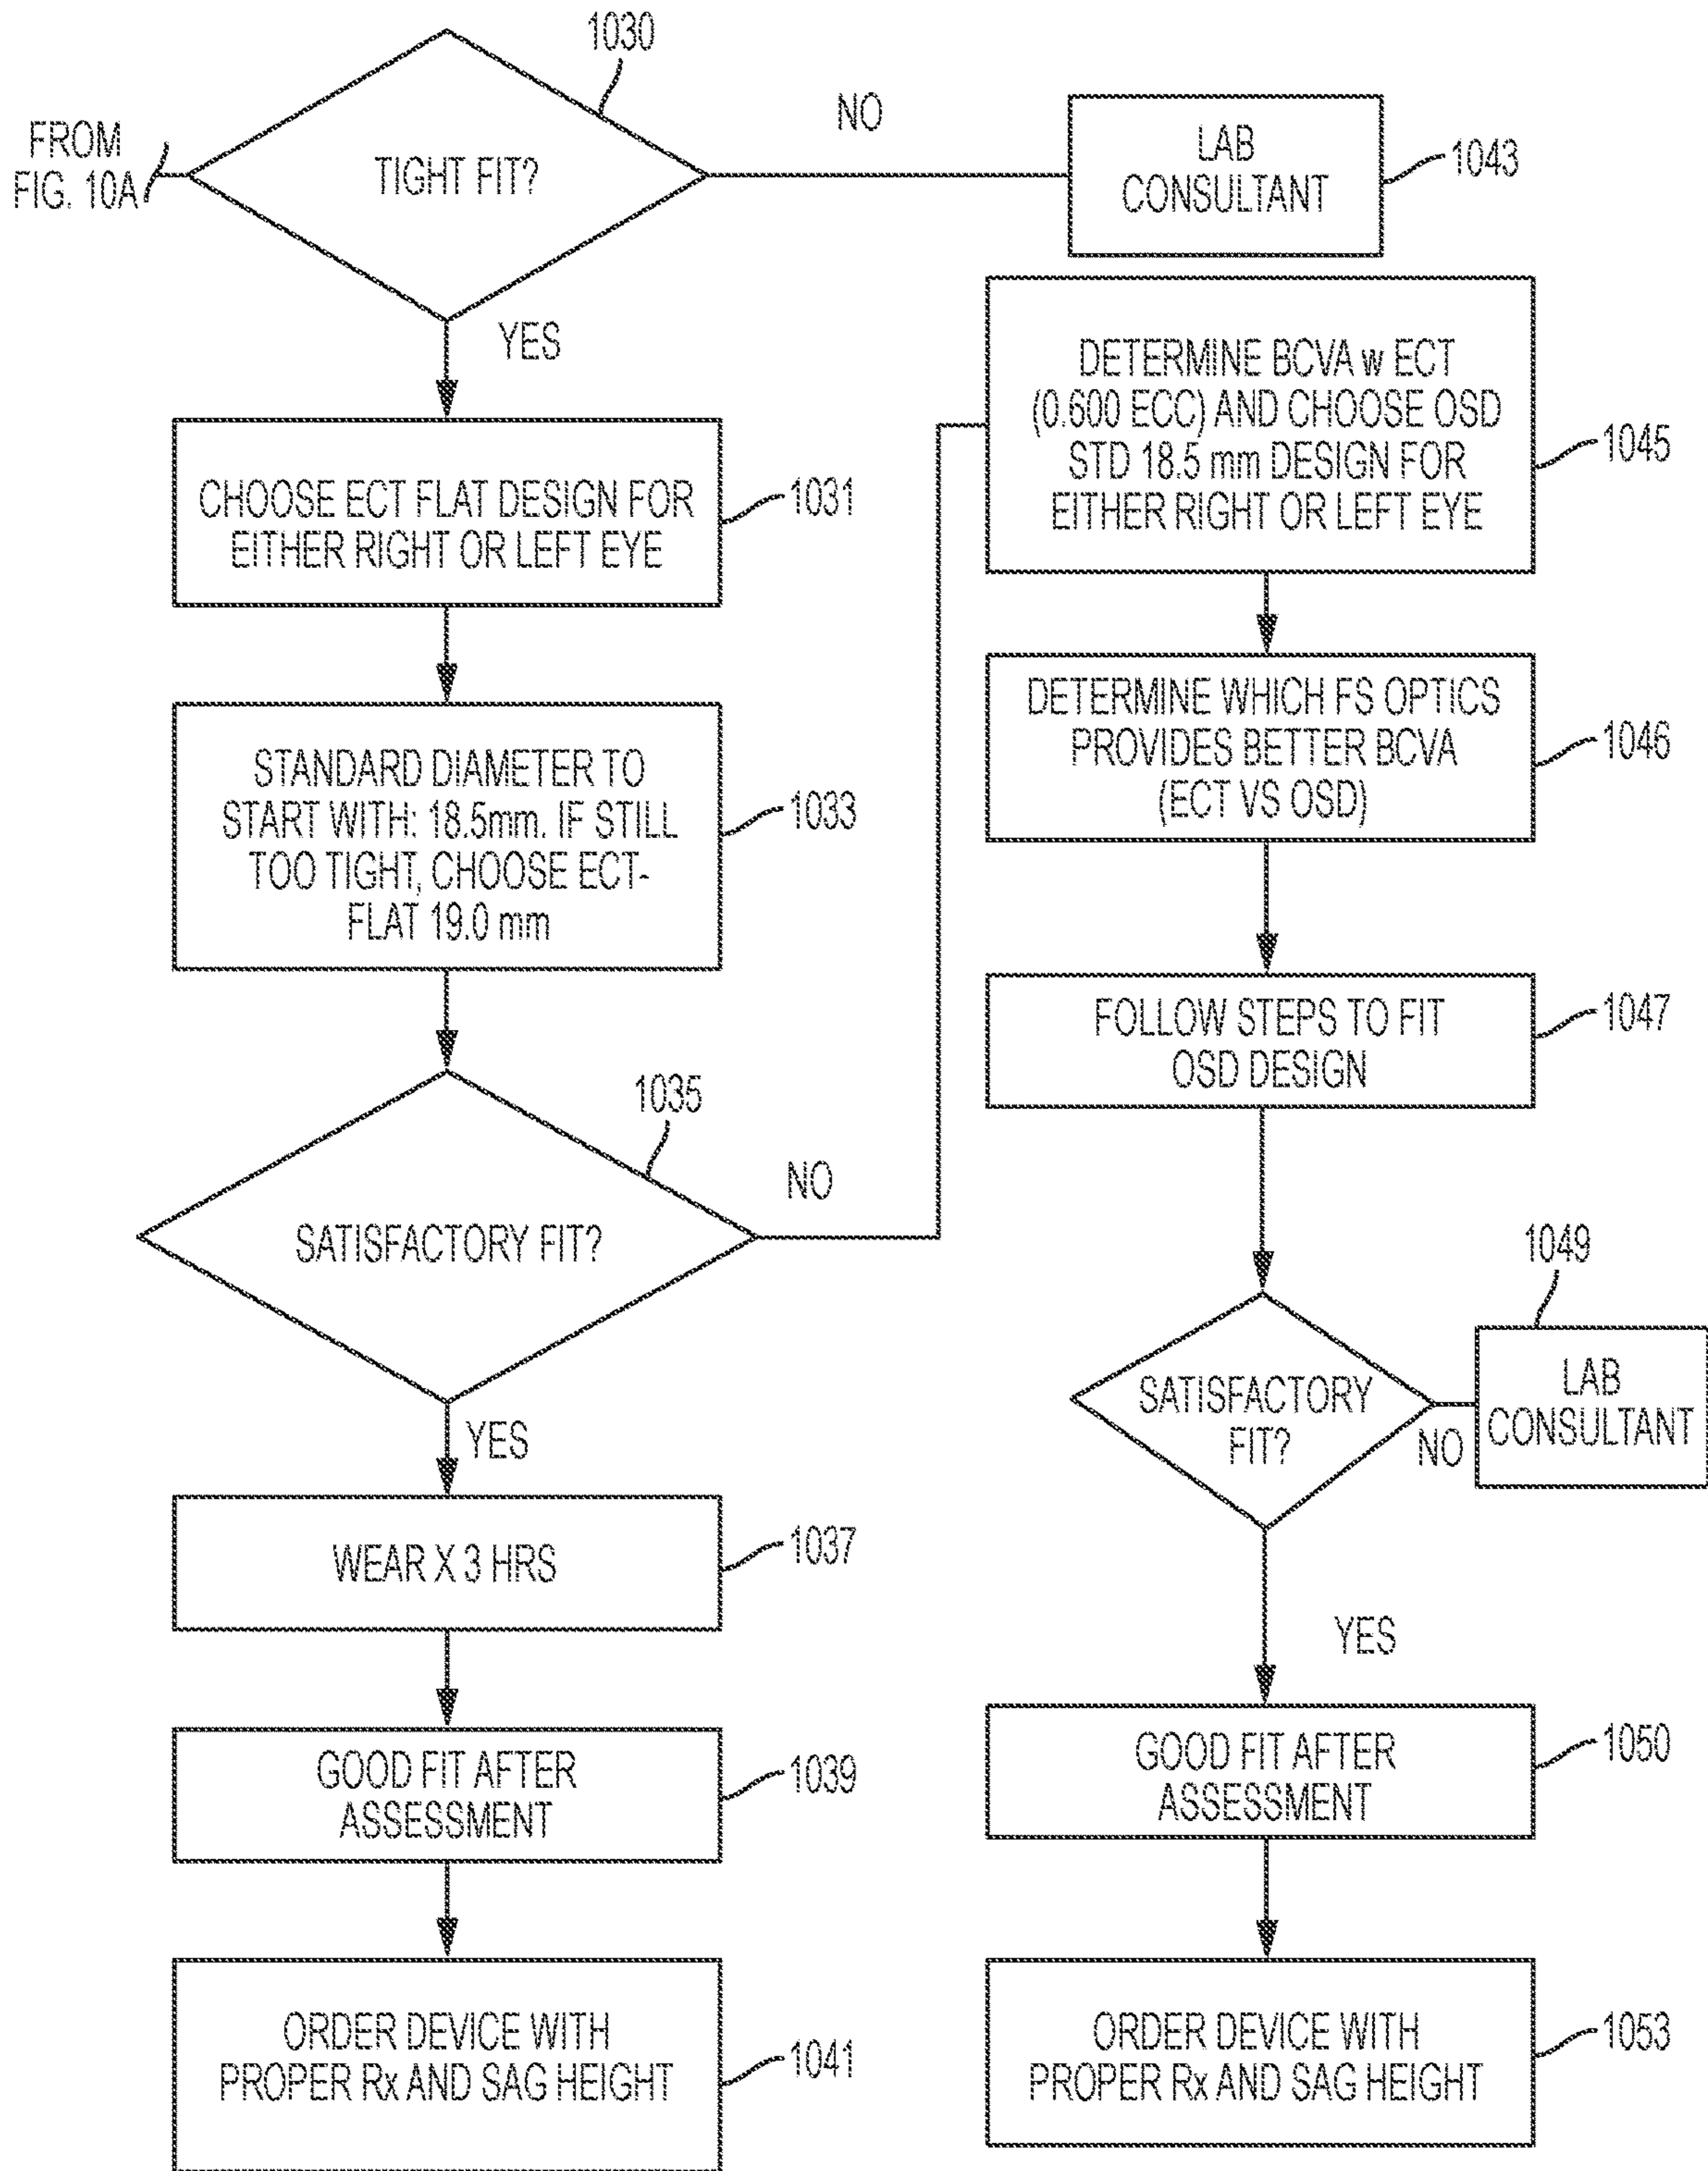 1030
FROM
FIG. 10A
TIGHT FIT?
NO
LAB
CONSULTANT
1043
YES
CHOOSE ECT FLAT DESIGN FOR
EITHER RIGHT OR LEFT EYE
1031
STANDARD DIAMETER TO
START WITH: 18.5mm. IF STILL
TOO TIGHT, CHOOSE ECT-
FLAT 19.0 mm
1033
1035
SATISFACTORY FIT?
NO
YES
WEAR X 3 HRS
1037
GOOD FIT AFTER
ASSESSMENT
1039
ORDER DEVICE WITH
PROPER Rx AND SAG HEIGHT
1041
DETERMINE BCVA w ECT
(0.600 ECC) AND CHOOSE OSD
STD 18.5 mm DESIGN FOR
EITHER RIGHT OR LEFT EYE
1045
DETERMINE WHICH FS OPTICS
PROVIDES BETTER BCVA
(ECT VS OSD)
1046
FOLLOW STEPS TO FIT
OSD DESIGN
1047
SATISFACTORY
FIT?
NO
1049
LAB
CONSULTANT
YES
GOOD FIT AFTER
ASSESSMENT
1050
ORDER DEVICE WITH
PROPER Rx AND SAG HEIGHT
1053